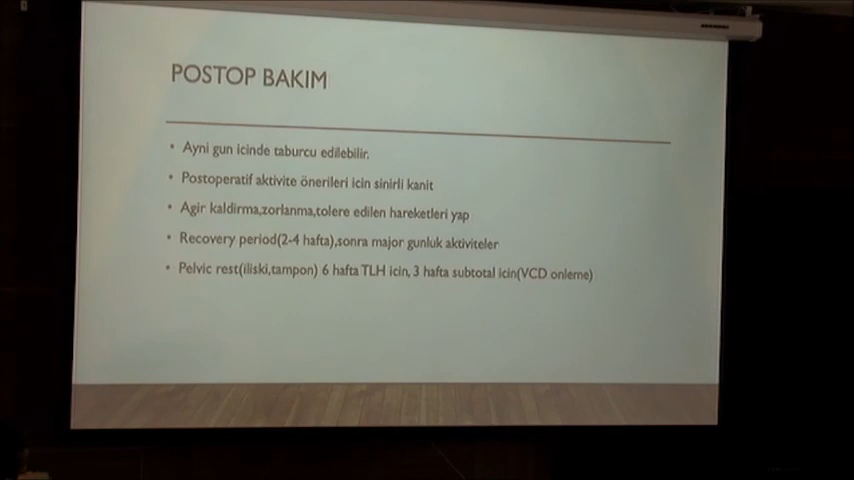 POSTOP BAKIM
• Ayni gun icinde taburcu edilebilir.
• Postoperatif aktivite önerileri icin sinirli kanit
• Agir kaldirma,zorlanma,tolere edilen hareketleri yap
• Recovery period(2-4 hafta),sonra major gunluk aktiviteler
• Pelvic rest(iliski,tampon) 6 hafta TLH icin, 3 hafta subtotal icin(VCD onleme)